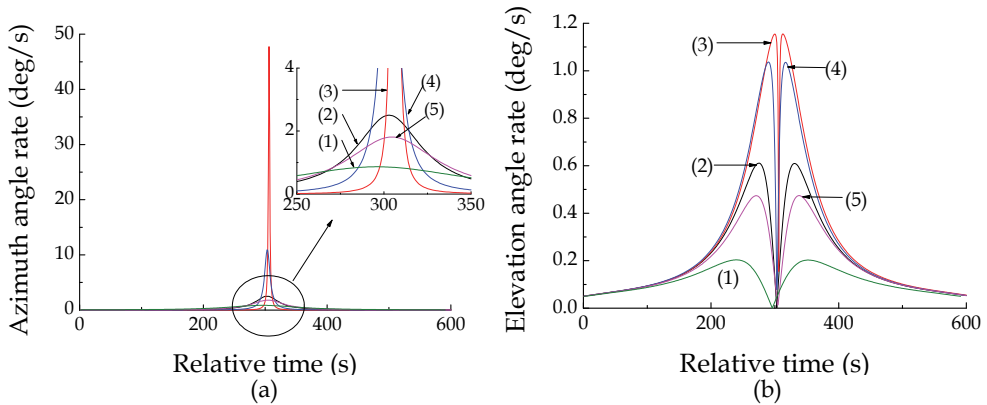 Azimuth angle rate (deg/s)
50
40
30
20
10
0
0 200 400 600
Relative time (s)
(a)
4
2
0
250 300 350
(3)
(2)
(1)
(4)
(5)
Elevation angle rate (deg/s)
1.2
1.0
0.8
0.6
0.4
0.2
0.0
0 200 400 600
Relative time (s)
(b)
(3)
(4)
(2)
(5)
(1)